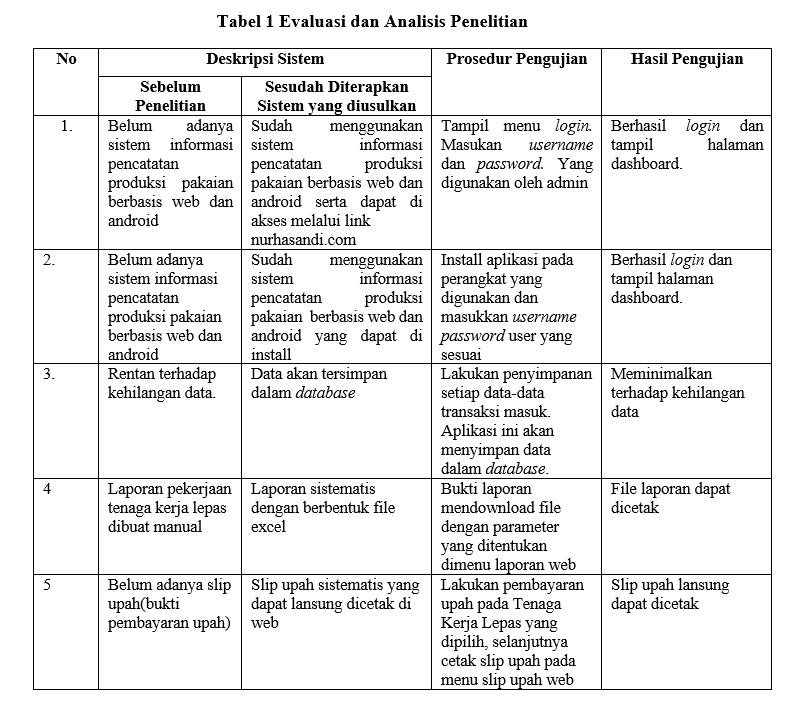 Tabel 1 Evaluasi dan Analisis Penelitian
No
Deskripsi Sistem
Prosedur Pengujian
Hasil Pengujian
Sebelum
Penelitian
Sesudah Diterapkan
Sistem yang diusulkan
1.
Belum adanya
sistem informasi
pencatatan
produksi pakaian
berbasis web dan
android
Sudah menggunakan
sistem informasi
pencatatan produksi
pakaian berbasis web dan
android serta dapat di
akses melalui link
nurhasandi.com
Tampil menu login.
Masukan username
dan password. Yang
digunakan oleh admin
Berhasil login dan
tampil halaman
dashboard.
2.
Belum adanya
sistem informasi
pencatatan
produksi pakaian
berbasis web dan
android
Sudah menggunakan
sistem informasi
pencatatan produksi
pakaian berbasis web dan
android yang dapat di
install
Install aplikasi pada
perangkat yang
digunakan dan
masukkan username
password user yang
sesuai
Berhasil login dan
tampil halaman
dashboard.
3.
Rentan terhadap
kehilangan data.
Data akan tersimpan
dalam database
Lakukan penyimpanan
setiap data-data
transaksi masuk.
Aplikasi ini akan
menyimpan data
dalam database.
Meminimalkan
terhadap kehilangan
data
4
Laporan pekerjaan
tenaga kerja lepas
dibuat manual
Laporan sistematis
dengan berbentuk file
excel
Bukti laporan
mendownload file
dengan parameter
yang ditentukan
dimenu laporan web
File laporan dapat
dicetak
5
Belum adanya slip
upah(bukti
pembayaran upah)
Slip upah sistematis yang
dapat lansung dicetak di
web
Lakukan pembayaran
upah pada Tenaga
Kerja Lepas yang
dipilih, selanjutnya
cetak slip upah pada
menu slip upah web
Slip upah lansung
dapat dicetak